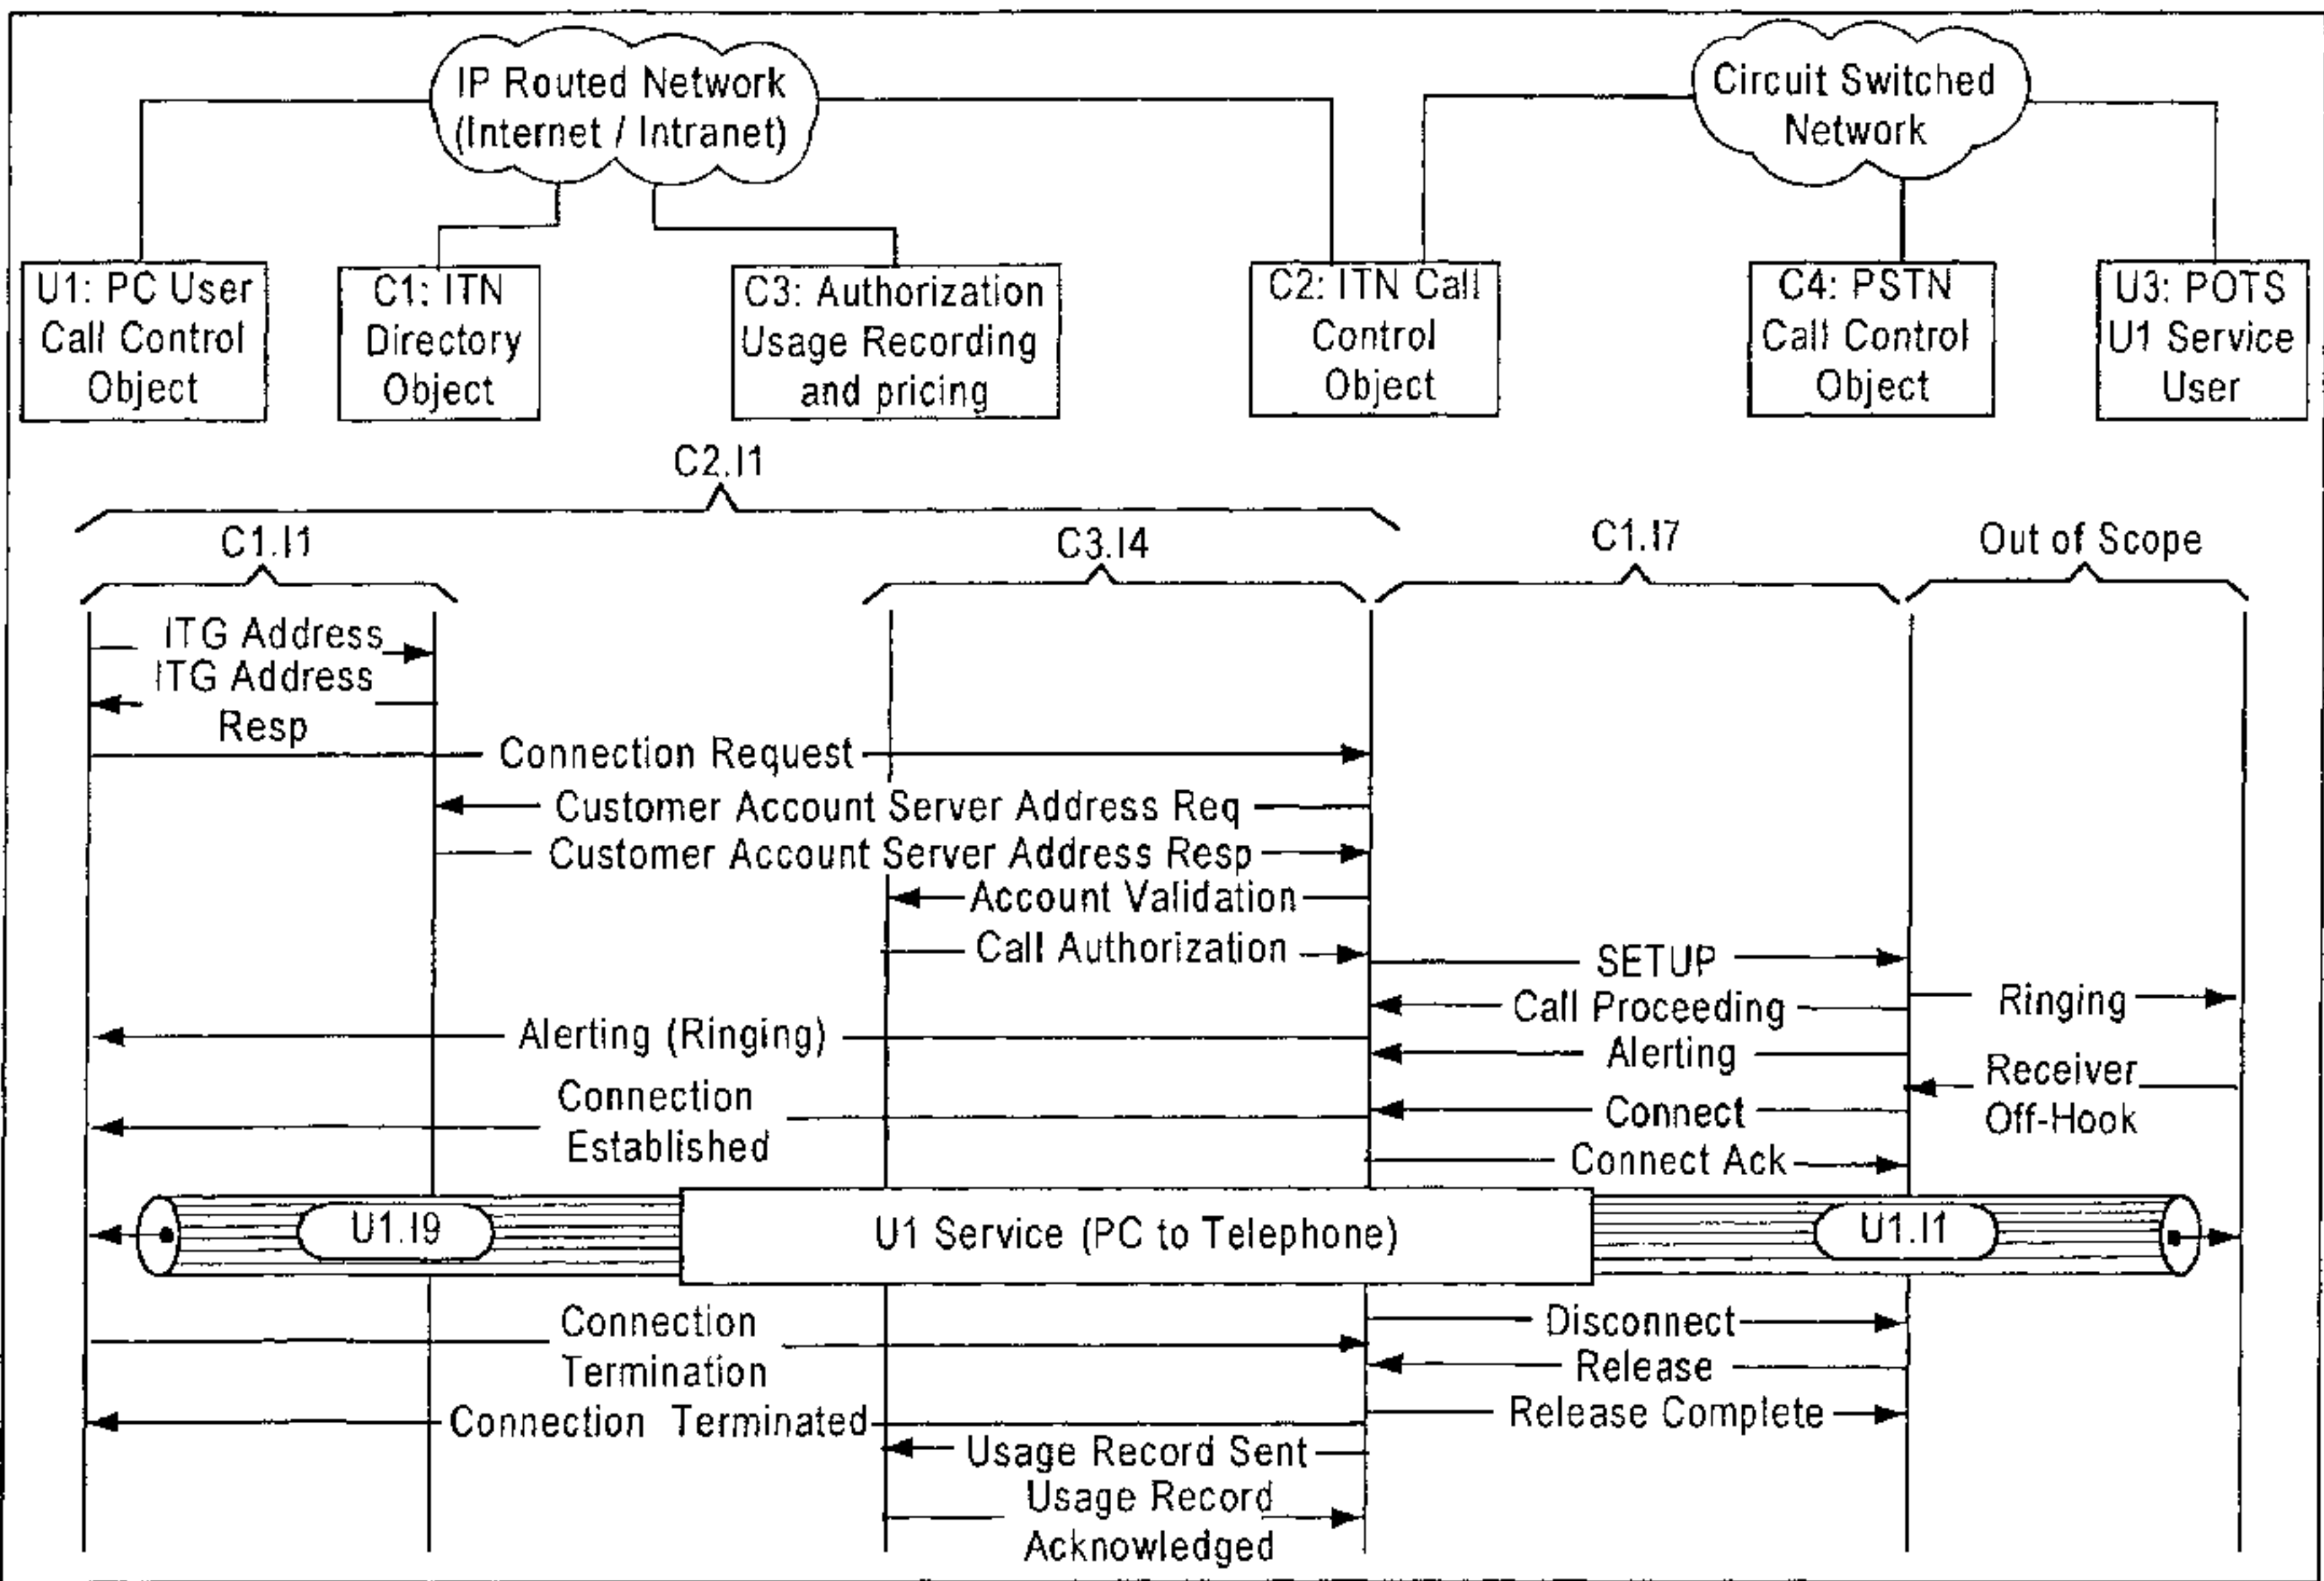 IP Routed Network
(Internet / Intranet)
Circuit Switched
Network
U1: PC User
Call Control
Object
C1: ITN
Directory
Object
C3: Authorization
Usage Recording
and pricing
C2: ITN Call
Control
Object
C4: PSTN
Call Control
Object
U3: POTS
U1 Service
User
C2.I1
C1.I1
C3.I4
C1.I7
Out of Scope
ITG Address
ITG Address
Resp
Connection Request
Customer Account Server Address Req
Customer Account Server Address Resp
Account Validation
Call Authorization
SETUP
Call Proceeding
Ringing
Alerting (Ringing)
Alerting
Receiver
Off-Hook
Connection
Established
Connect
Connect Ack
U1.I9
U1 Service (PC to Telephone)
U1.I1
Connection
Termination
Disconnect
Release
Connection Terminated
Release Complete
Usage Record Sent
Usage Record
Acknowledged